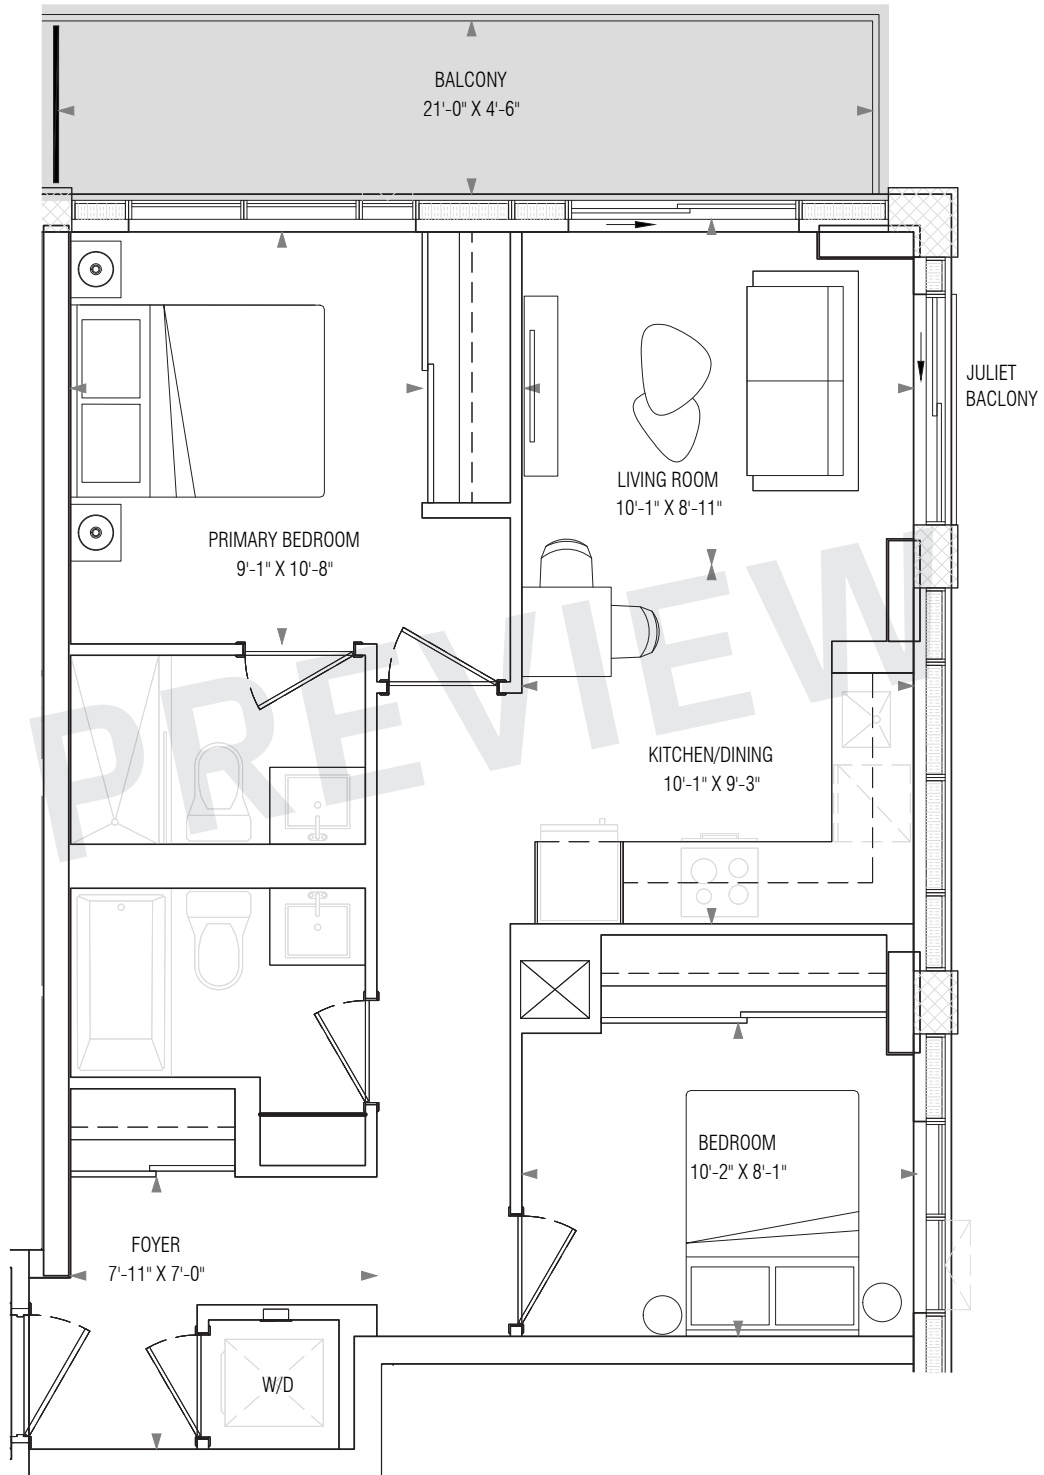 BALCONY
21'-0" X 4'-6"
JULIET
BACLONY
LIVING ROOM
10'-1" X 8'-11"
PRIMARY BEDROOM
9'-1" X 10'-8"
PREVIEW
KITCHEN/DINING
10'-1" X 9'-3"
BEDROOM
10'-2" X 8'-1"
FOYER
7'-11" X 7'-0"
W/D